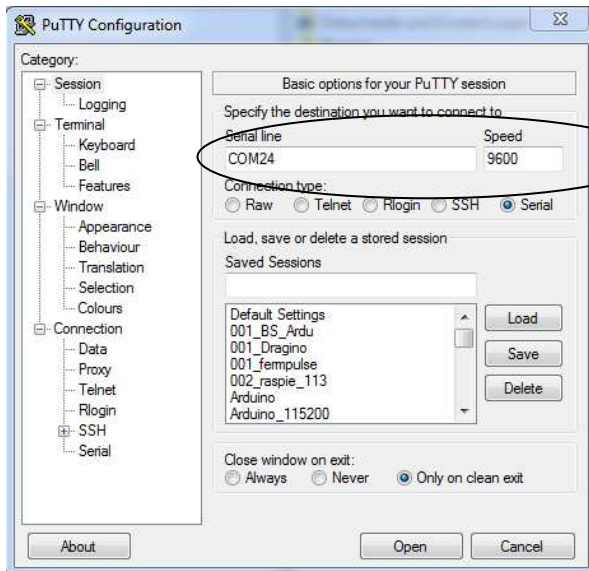 PuTTY Configuration
Category:
Session
Logging
Terminal
Keyboard
Bell
Features
Window
Appearance
Behaviour
Translation
Selection
Colours
Connection
Data
Proxy
Telnet
Rlogin
SSH
Serial
Basic options for your PuTTY session
Specify the destination you want to connect to
Serial line Speed
COM24 9600
Connection type:
Raw Telnet Rlogin SSH Serial
Load, save or delete a stored session
Saved Sessions
Default Settings
001_BS_Ardu
001_Dragino
001_fermpulse
002_raspie_113
Arduino
Arduino_115200
Load
Save
Delete
Close window on exit:
Always Never Only on clean exit
About Open Cancel